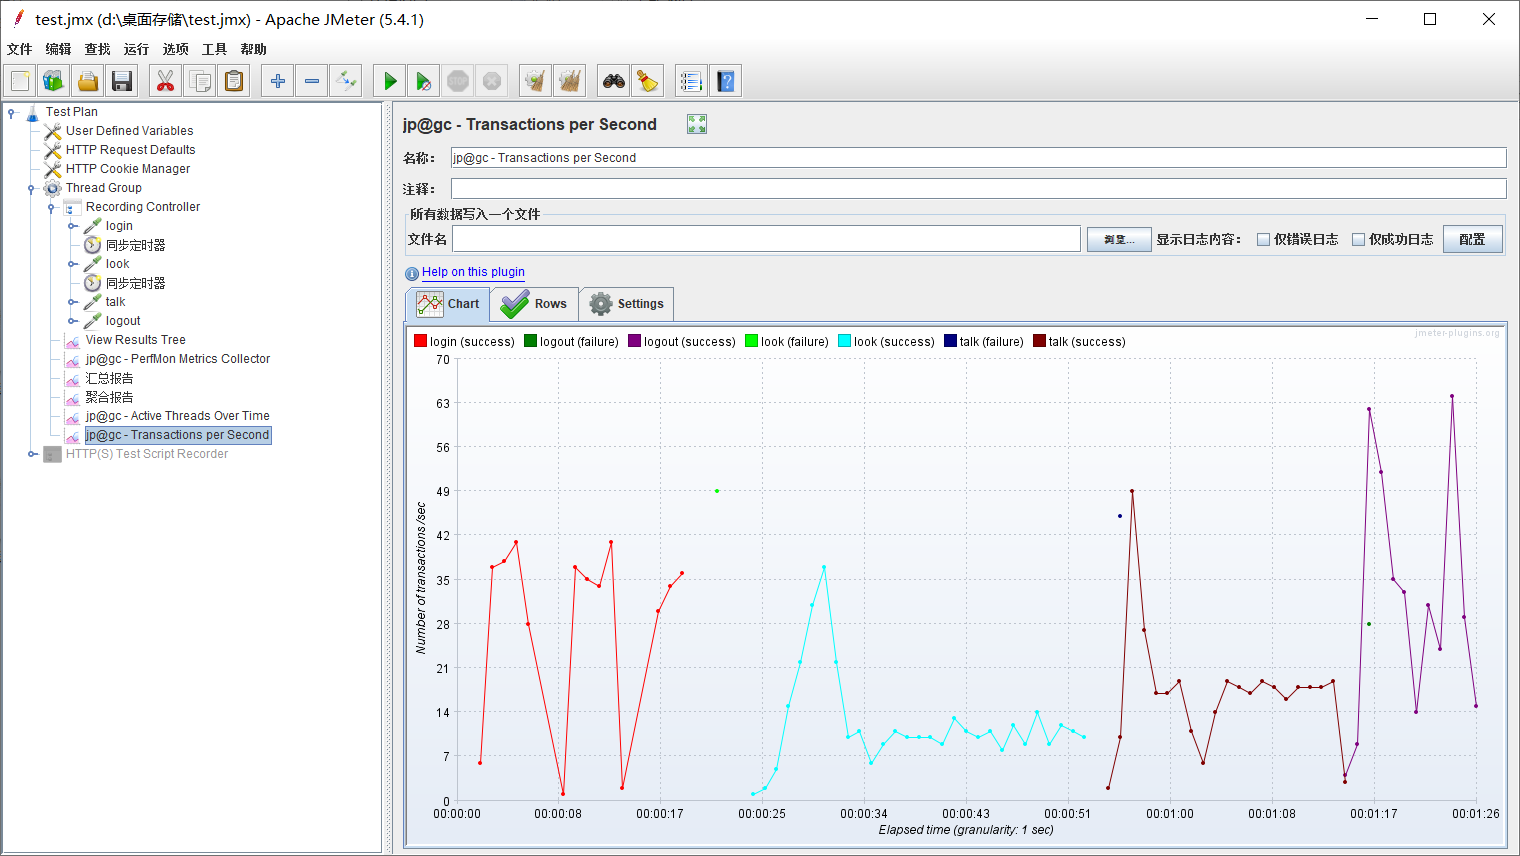 test.jmx (d:\桌面存储\test.jmx) - Apache JMeter (5.4.1)
文件 编辑 查找 运行 选项 工具 帮助
STOP
Test Plan
User Defined Variables
HTTP Request Defaults
HTTP Cookie Manager
Thread Group
Recording Controller
login
同步定时器
look
同步定时器
talk
logout
View Results Tree
jp@gc - PerfMon Metrics Collector
汇总报告
聚合报告
jp@gc - Active Threads Over Time
jp@gc - Transactions per Second
HTTP(S) Test Script Recorder
jp@gc - Transactions per Second
名称： jp@gc - Transactions per Second
注释：
所有数据写入一个文件
文件名 浏览... 显示日志内容： 仅错误日志 仅成功日志 配置
Help on this plugin
Chart Rows Settings
jmeter-plugins.org
login (success) logout (failure) logout (success) look (failure) look (success) talk (failure) talk (success)
70
63
56
49
42
35
28
21
14
7
0
Number of transactions /sec
00:00:00 00:00:08 00:00:17 00:00:25 00:00:34 00:00:43 00:00:51 00:01:00 00:01:08 00:01:17 00:01:26
Elapsed time (granularity: 1 sec)